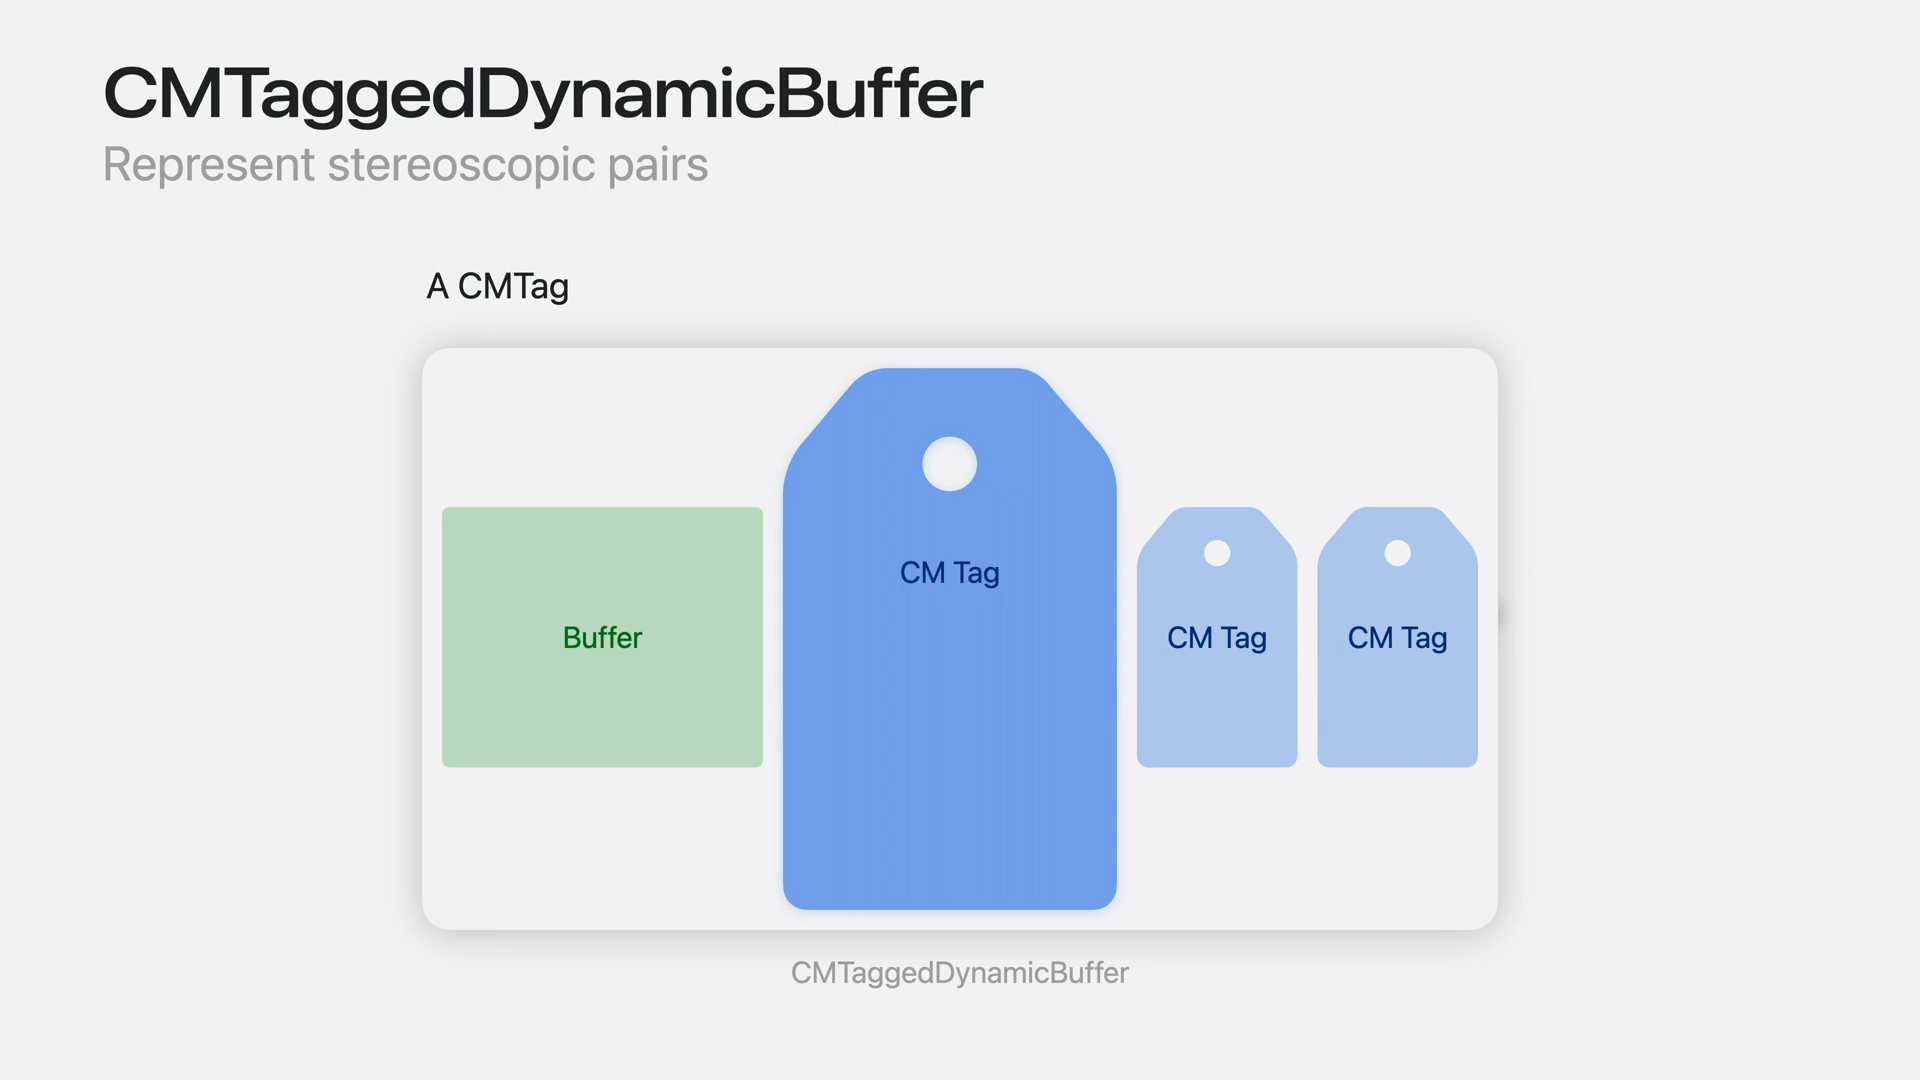 CMTaggedDynamicBuffer
Represent stereoscopic pairs
A CMTag
Buffer
CM Tag
CM Tag
CM Tag
CMTaggedDynamicBuffer